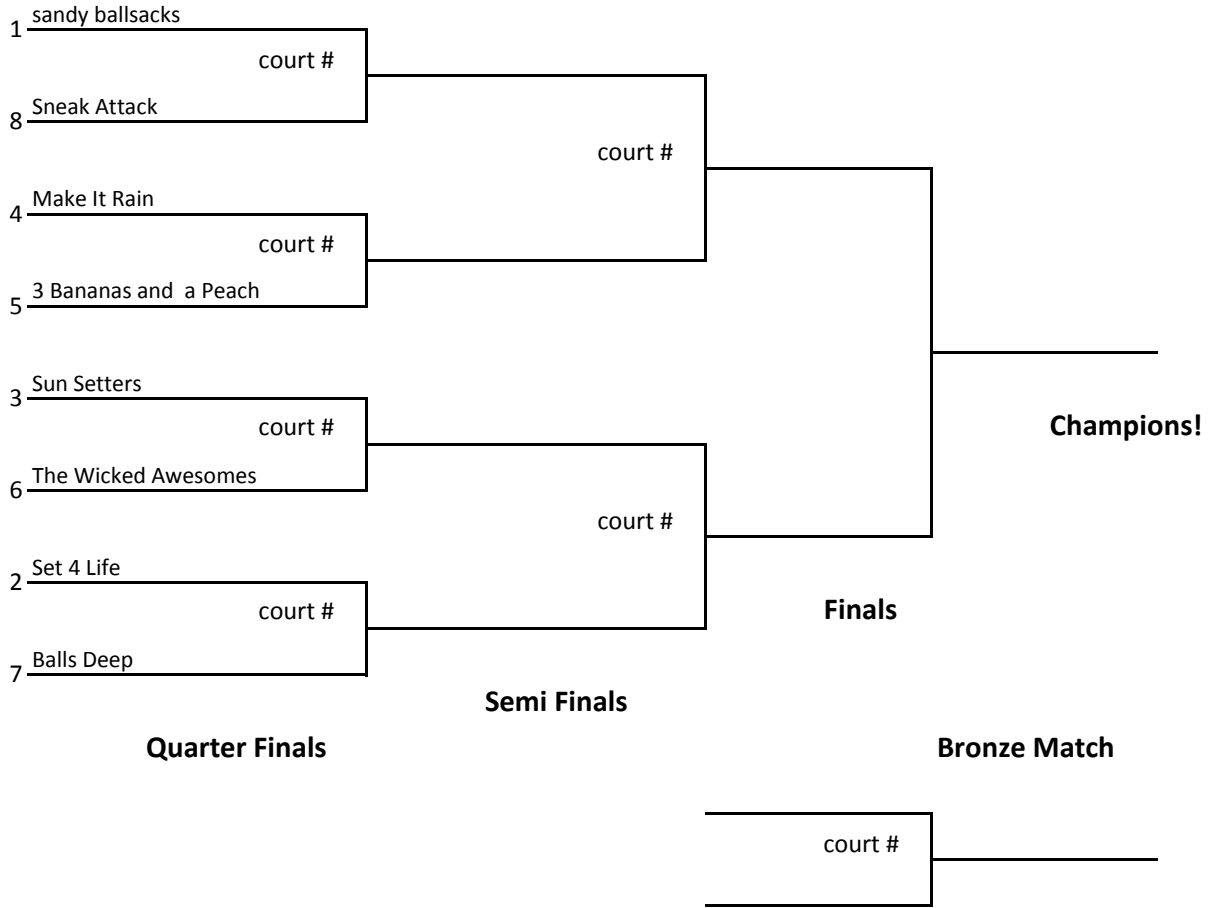 sandy ballsacks
1
court #
Sneak Attack
8
court #
Make It Rain
4
court #
3 Bananas and  a Peach
5
Sun Setters
3
court #
Champions!
The Wicked Awesomes
6
court #
Set 4 Life
2
court #
Finals
Balls Deep
7
Semi Finals
Quarter Finals
Bronze Match
court #